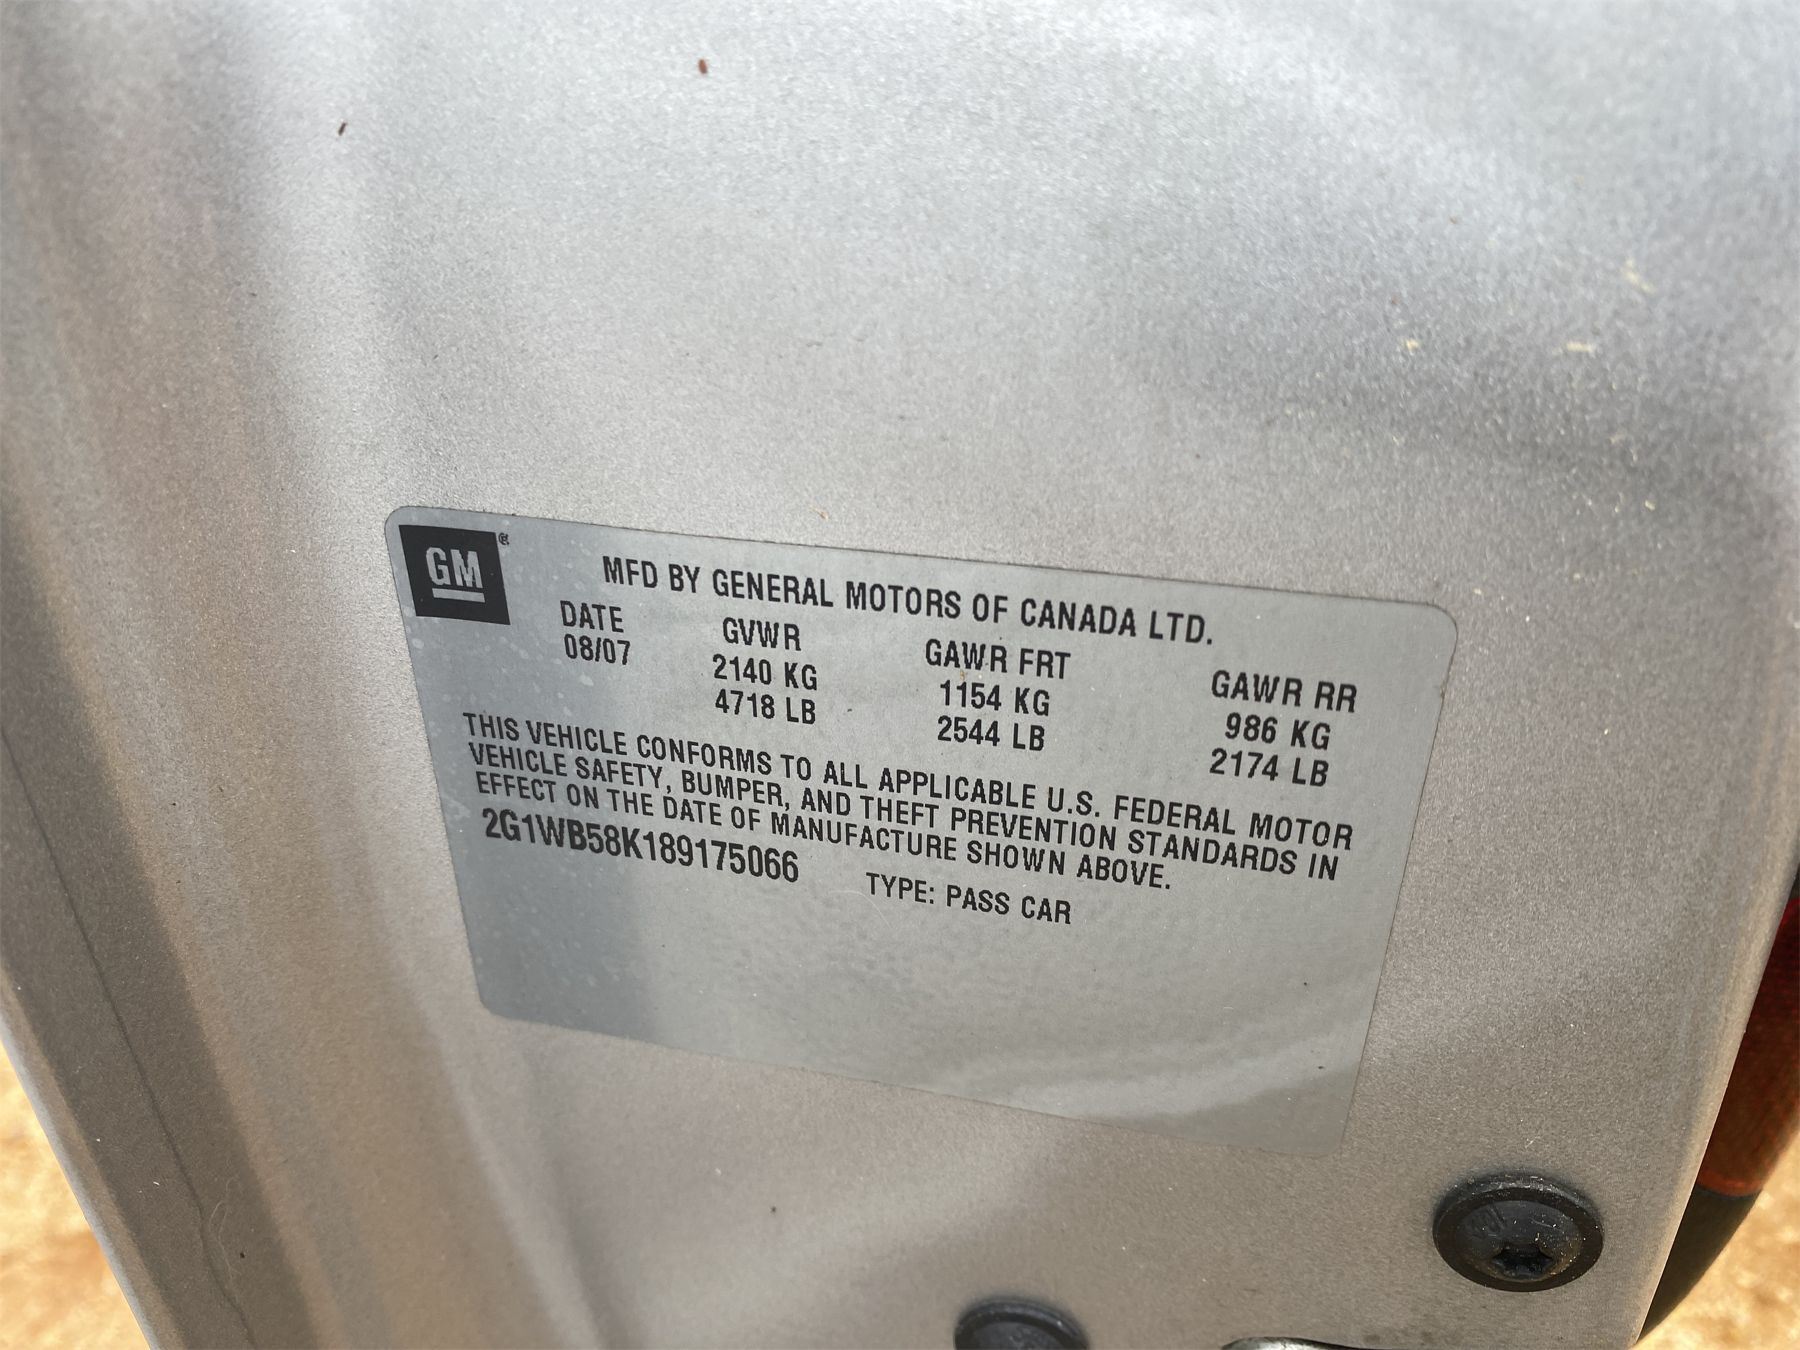 GM®
MFD BY GENERAL MOTORS OF CANADA LTD.
DATE GVWR GAWR FRT GAWR RR
08/07 2140 KG 1154 KG 986 KG
4718 LB 2544 LB 2174 LB
THIS VEHICLE CONFORMS TO ALL APPLICABLE U.S. FEDERAL MOTOR
VEHICLE SAFETY, BUMPER, AND THEFT PREVENTION STANDARDS IN
EFFECT ON THE DATE OF MANUFACTURE SHOWN ABOVE.
2G1WB58K189175066 TYPE: PASS CAR